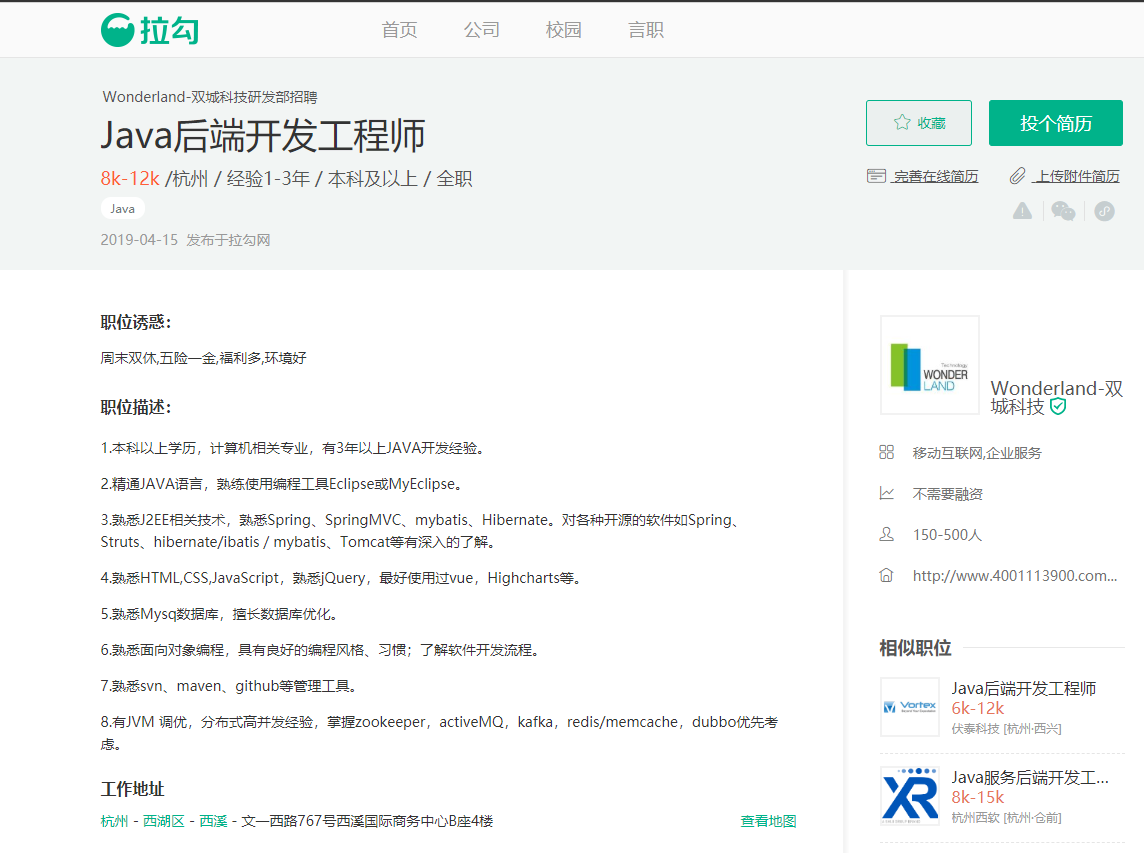 拉勾
首页 公司 校园 言职
Wonderland-双城科技研发部招聘
Java后端开发工程师
8k-12k /杭州 / 经验1-3年 / 本科及以上 / 全职
Java
2019-04-15 发布于拉勾网
收藏
投个简历
完善在线简历
上传附件简历
职位诱惑：
周末双休,五险一金,福利多,环境好
职位描述：
1.本科以上学历，计算机相关专业，有3年以上JAVA开发经验。
2.精通JAVA语言，熟练使用编程工具Eclipse或MyEclipse。
3.熟悉J2EE相关技术，熟悉Spring、SpringMVC、mybatis、Hibernate。对各种开源的软件如Spring、
Struts、hibernate/ibatis / mybatis、Tomcat等有深入的了解。
4.熟悉HTML,CSS,JavaScript，熟悉jQuery，最好使用过vue，Highcharts等。
5.熟悉Mysq数据库，擅长数据库优化。
6.熟悉面向对象编程，具有良好的编程风格、习惯；了解软件开发流程。
7.熟悉svn、maven、github等管理工具。
8.有JVM 调优，分布式高并发经验，掌握zookeeper，activeMQ，kafka，redis/memcache，dubbo优先考
虑。
工作地址
杭州 - 西湖区 - 西溪 - 文一西路767号西溪国际商务中心B座4楼
查看地图
Technology
WONDER
LAND
Wonderland-双
城科技
移动互联网,企业服务
不需要融资
150-500人
http://www.4001113900.com...
相似职位
Vortex
Java后端开发工程师
6k-12k
伏泰科技 [杭州·西兴]
XR
Java服务后端开发工...
8k-15k
杭州西软 [杭州·仓前]